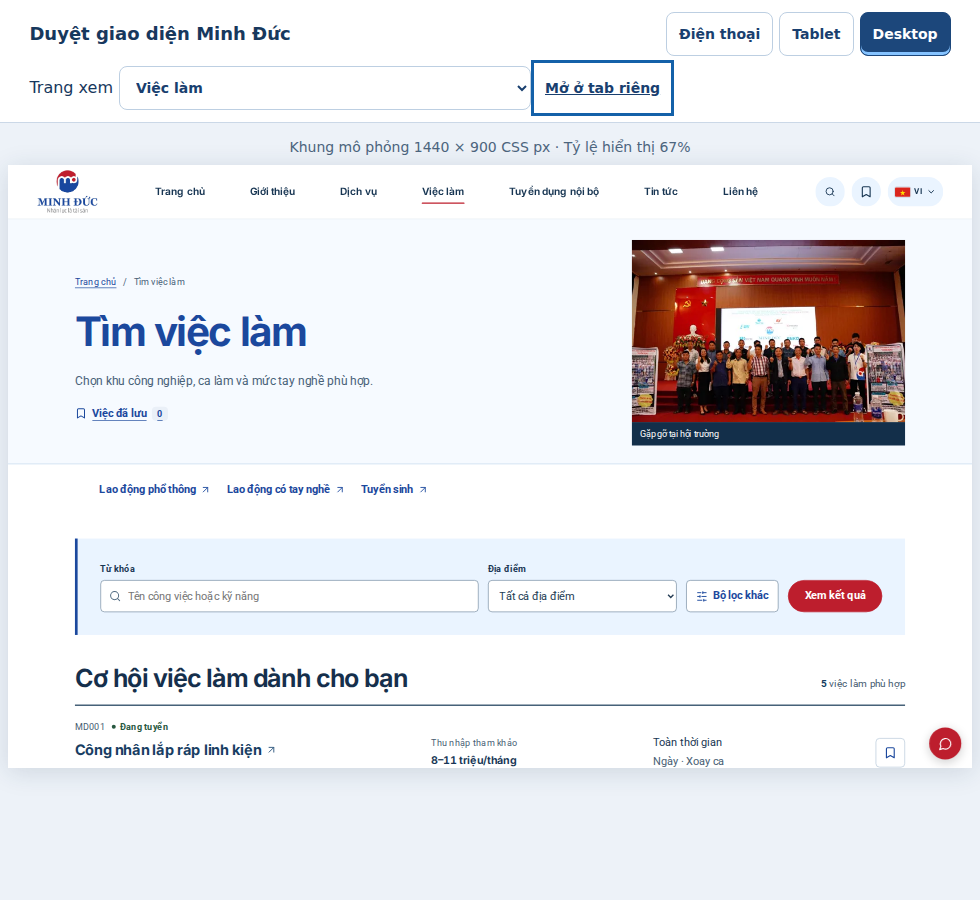 Duyệt giao diện Minh Đức
Điện thoại
Tablet
Desktop
Trang xem
Việc làm
Mở ở tab riêng
Khung mô phỏng 1440 × 900 CSS px · Tỷ lệ hiển thị 67%
MINH ĐỨC
Trang chủ
Giới thiệu
Dịch vụ
Việc làm
Tuyển dụng nội bộ
Tin tức
Liên hệ
VI
Trang chủ / Tìm việc làm
Tìm việc làm
Chọn khu công nghiệp, ca làm và mức tay nghề phù hợp.
Việc đã lưu 0
Gặp gỡ tại hội trường
Lao động phổ thông
Lao động có tay nghề
Tuyển sinh
Từ khóa
Địa điểm
Tên công việc hoặc kỹ năng
Tất cả địa điểm
Bộ lọc khác
Xem kết quả
Cơ hội việc làm dành cho bạn
5 việc làm phù hợp
MD001 • Đang tuyển
Công nhân lắp ráp linh kiện
Thu nhập tham khảo
8–11 triệu/tháng
Toàn thời gian
Ngày · Xoay ca